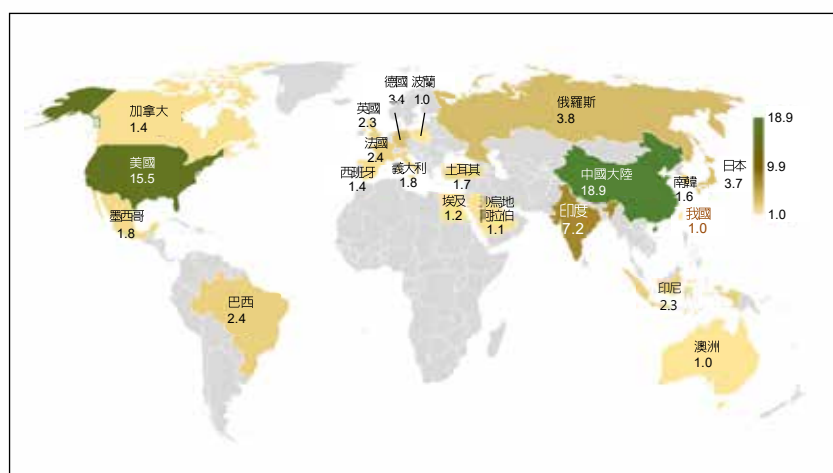 德國 波蘭
3.4 1.0
英國
2.3
法國
2.4
西班牙
1.4
義大利
1.8
土耳其
1.7
埃及
1.2
沙烏地
阿拉伯
1.1
俄羅斯
3.8
加拿大
1.4
美國
15.5
墨西哥
1.8
巴西
2.4
中國大陸
18.9
印度
7.2
南韓
1.6
日本
3.7
我國
1.0
印尼
2.3
澳洲
1.0
18.9
9.9
1.0